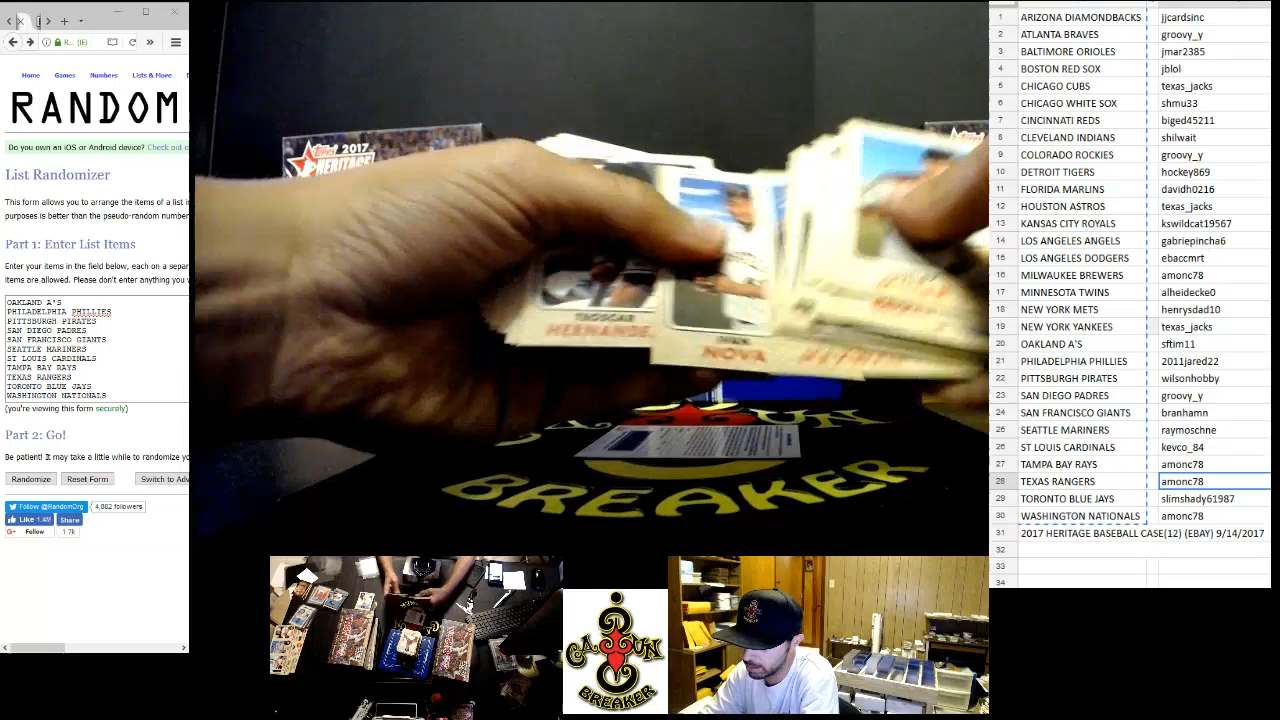 R... (IE)
Home Games Numbers Lists & More
RANDOM
Do you own an iOS or Android device? Check out
List Randomizer
This form allows you to arrange the items of a list i
purposes is better than the pseudo-random number
Part 1: Enter List Items
Enter your items in the field below, each on a separ
items are allowed. Please don't enter anything you
OAKLAND A'S
PHILADELPHIA PHILLIES
PITTSBURGH PIRATES
SAN DIEGO PADRES
SAN FRANCISCO GIANTS
SEATTLE MARINERS
ST LOUIS CARDINALS
TAMPA BAY RAYS
TEXAS RANGERS
TORONTO BLUE JAYS
WASHINGTON NATIONALS
(you're viewing this form securely)
Part 2: Go!
Be patient! It may take a little while to randomize you
Randomize Reset Form Switch to Adv
Follow @RandomOrg 4,882 followers
Like 1.4M Share
G+ Follow 1.7k
TOPPS 2017
HERITAGE
HERNANDE
IVAN
NOVA
CAJUN
BREAKER
BREAKER
1 ARIZONA DIAMONDBACKS jjcardsinc
2 ATLANTA BRAVES groovy_y
3 BALTIMORE ORIOLES jmar2385
4 BOSTON RED SOX jblol
5 CHICAGO CUBS texas_jacks
6 CHICAGO WHITE SOX shmu33
7 CINCINNATI REDS biged45211
8 CLEVELAND INDIANS shilwait
9 COLORADO ROCKIES groovy_y
10 DETROIT TIGERS hockey869
11 FLORIDA MARLINS davidh0216
12 HOUSTON ASTROS texas_jacks
13 KANSAS CITY ROYALS kswildcat19567
14 LOS ANGELES ANGELS gabriepincha6
15 LOS ANGELES DODGERS ebaccmrt
16 MILWAUKEE BREWERS amonc78
17 MINNESOTA TWINS alheidecke0
18 NEW YORK METS henrysdad10
19 NEW YORK YANKEES texas_jacks
20 OAKLAND A'S sftim11
21 PHILADELPHIA PHILLIES 2011jared22
22 PITTSBURGH PIRATES wilsonhobby
23 SAN DIEGO PADRES groovy_y
24 SAN FRANCISCO GIANTS branhamn
25 SEATTLE MARINERS raymoschne
26 ST LOUIS CARDINALS kevco_84
27 TAMPA BAY RAYS amonc78
28 TEXAS RANGERS amonc78
29 TORONTO BLUE JAYS slimshady61987
30 WASHINGTON NATIONALS amonc78
31 2017 HERITAGE BASEBALL CASE(12) (EBAY) 9/14/2017
32
33
34